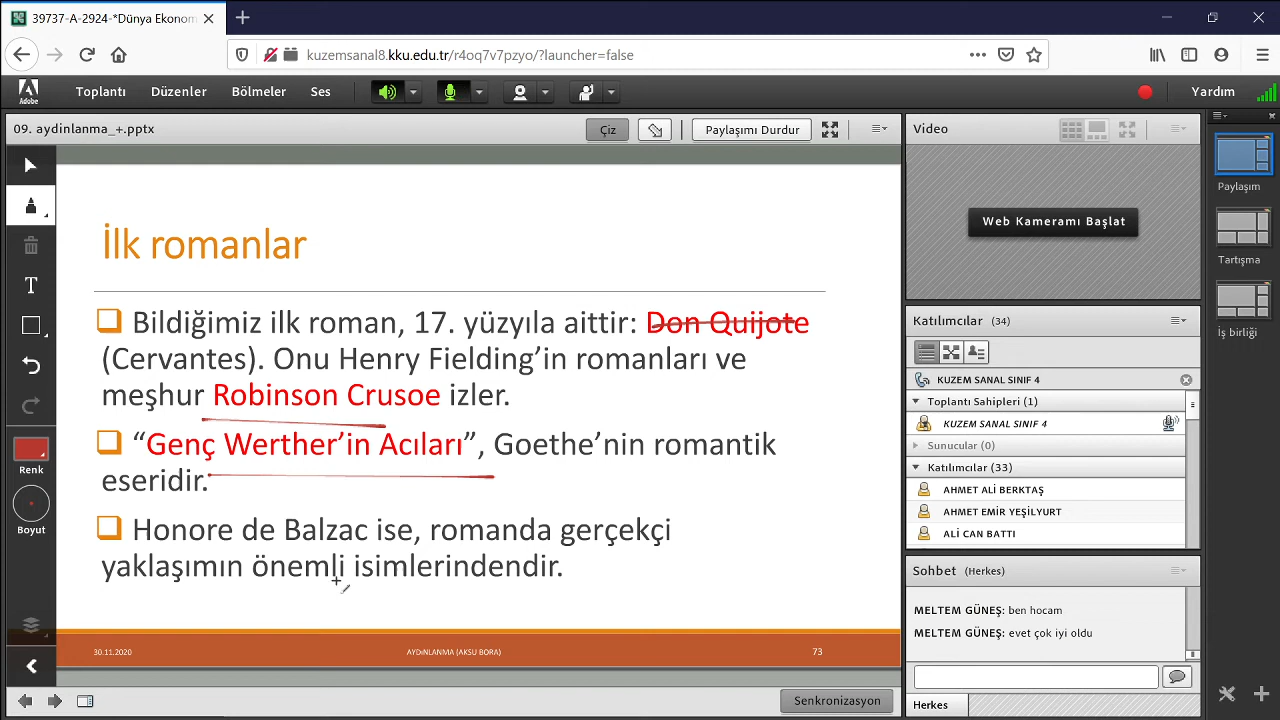 39737-A-2924-*Dünya Ekonom
kuzemsanal8.kku.edu.tr/r4oq7v7pzyo/?launcher=false
Adobe
Toplantı Düzenler Bölmeler Ses Yardım
09. aydinlanma_+.pptx
Çiz
Paylaşımı Durdur
İlk romanlar
Bildiğimiz ilk roman, 17. yüzyıla aittir: Don Quijote
(Cervantes). Onu Henry Fielding’in romanları ve
meşhur Robinson Crusoe izler.
“Genç Werther’in Acıları”, Goethe’nin romantik
eseridir.
Honore de Balzac ise, romanda gerçekçi
yaklaşımın önemli isimlerindendir.
30.11.2020 AYDıNLANMA (AKSU BORA) 73
Renk
Boyut
Senkronizasyon
Video
Web Kameramı Başlat
Katılımcılar (34)
KUZEM SANAL SINIF 4
Toplantı Sahipleri (1)
KUZEM SANAL SINIF 4
Sunucular (0)
Katılımcılar (33)
AHMET ALİ BERKTAŞ
AHMET EMİR YEŞİLYURT
ALİ CAN BATTI
Sohbet (Herkes)
MELTEM GÜNEŞ: ben hocam
MELTEM GÜNEŞ: evet çok iyi oldu
Herkes
Paylaşım
Tartışma
İş birliği